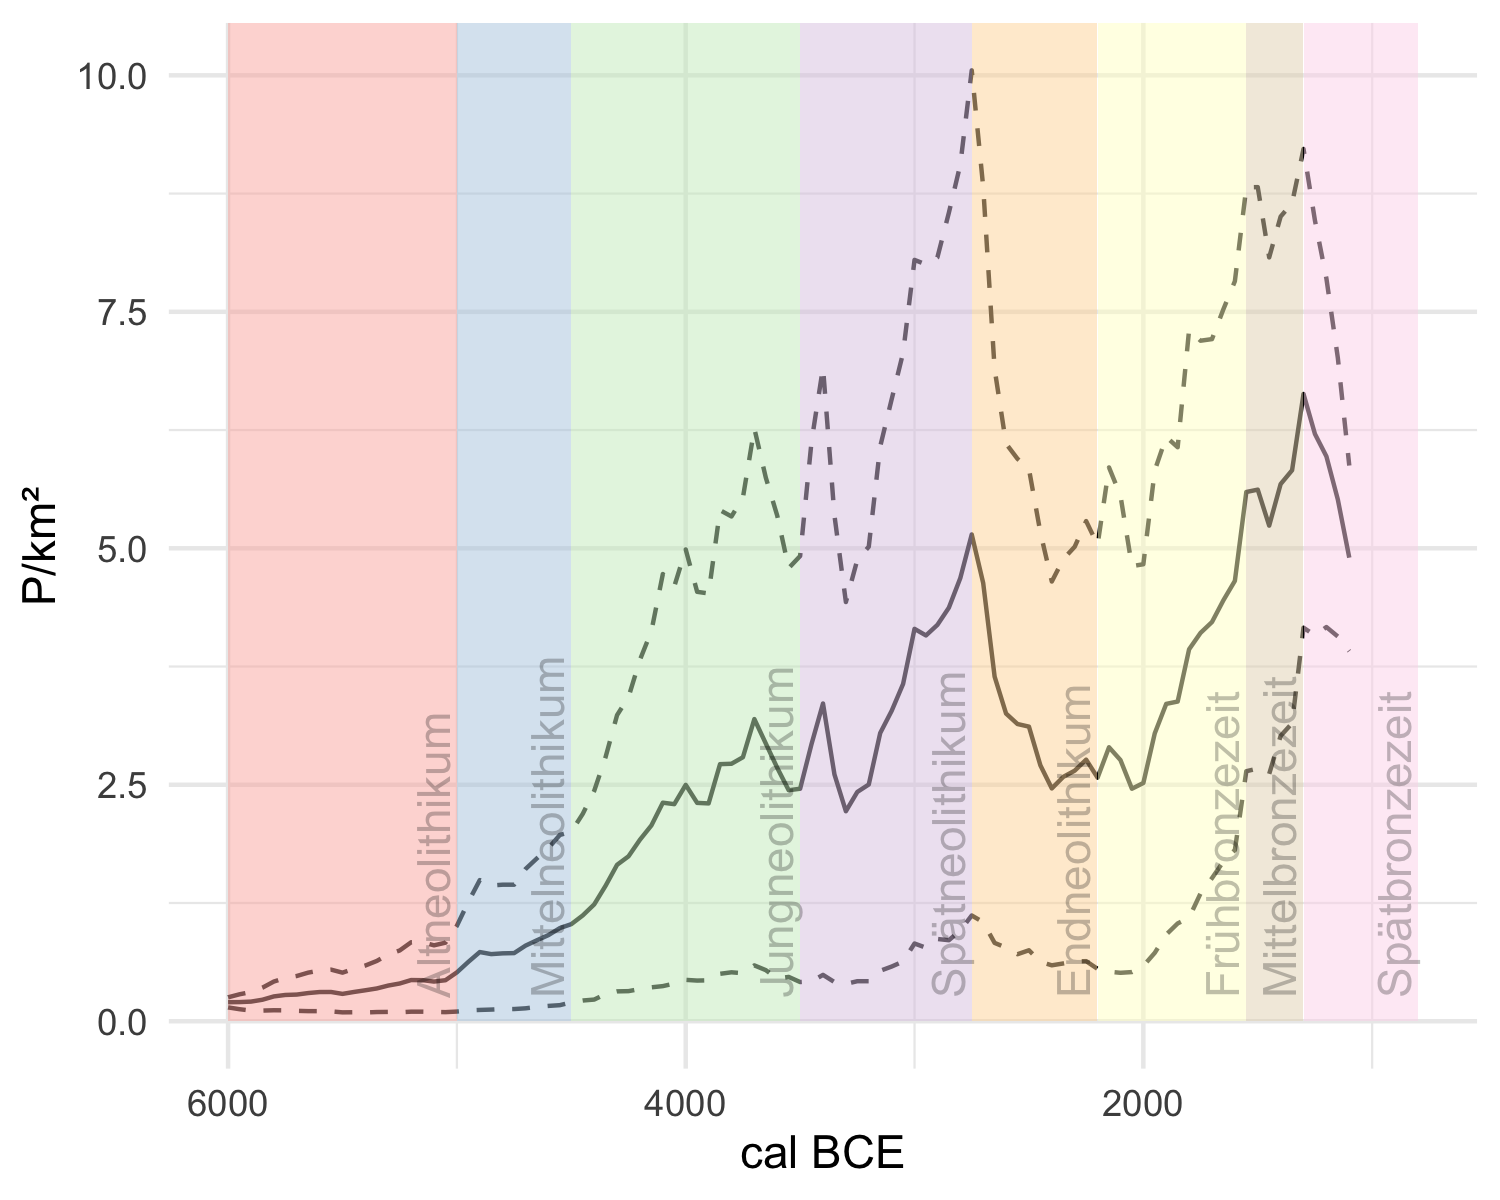 10.0
7.5
5.0
2.5
0.0
P/km²
Altneolithikum
Mittelneolithikum
Jungneolithikum
Spätneolithikum
Endneolithikum
Frühbronzezeit
Mittelbronzezeit
Spätbronzezeit
6000
4000
2000
cal BCE